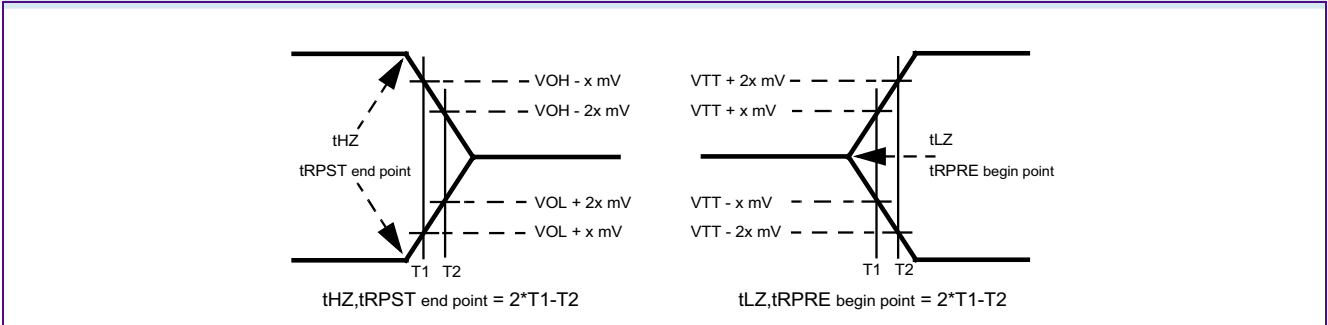 VOH - x mV
VOH - 2x mV
tHZ
tRPST end point
VOL + 2x mV
VOL + x mV
T1 T2
tHZ,tRPST end point = 2*T1-T2
VTT + 2x mV
VTT + x mV
tLZ
tRPRE begin point
VTT - x mV
VTT - 2x mV
T1 T2
tLZ,tRPRE begin point = 2*T1-T2